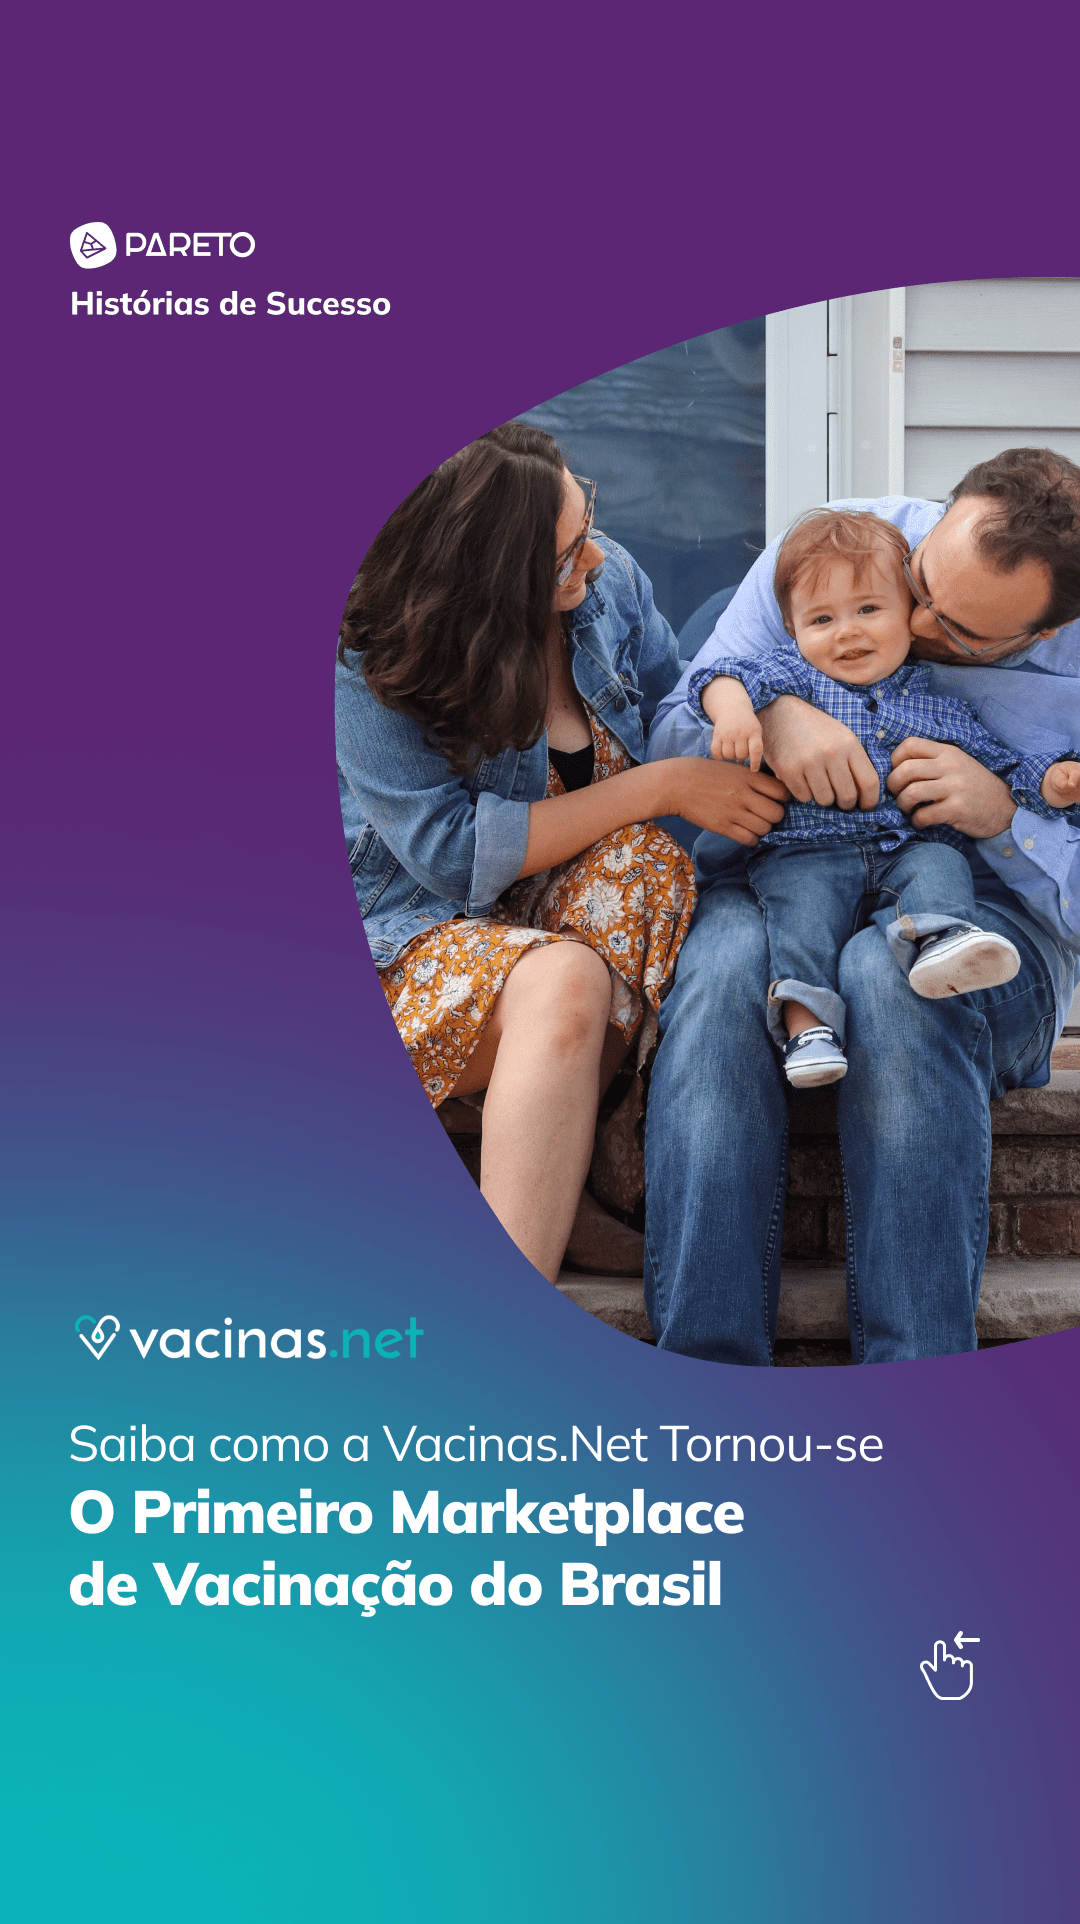 PARETO
Histórias de Sucesso
vacinas.net
Saiba como a Vacinas.Net Tornou-se
O Primeiro Marketplace
de Vacinação do Brasil